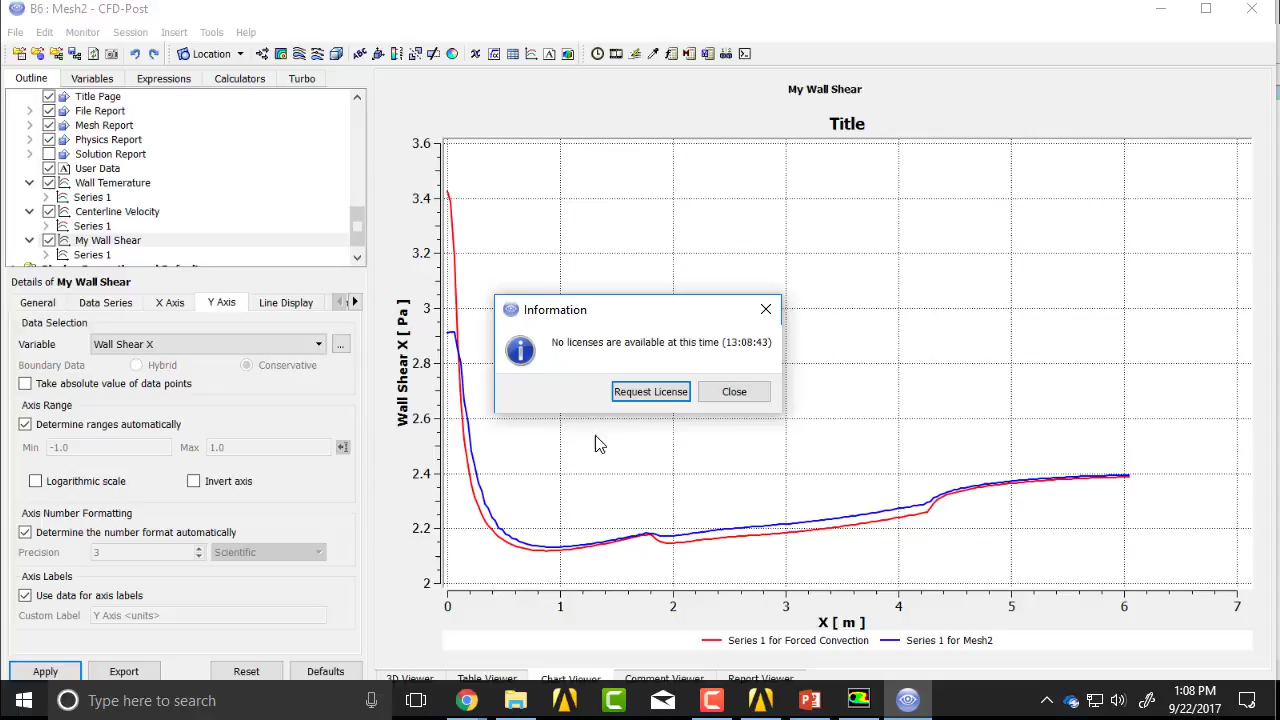 B6 : Mesh2 - CFD-Post
File Edit Monitor Session Insert Tools Help
Location
Outline Variables Expressions Calculators Turbo
Title Page
File Report
Mesh Report
Physics Report
Solution Report
User Data
Wall Temerature
Series 1
Centerline Velocity
Series 1
My Wall Shear
Series 1
Details of My Wall Shear
General Data Series X Axis Y Axis Line Display
Data Selection
Variable Wall Shear X ...
Boundary Data Hybrid Conservative
Take absolute value of data points
Axis Range
Determine ranges automatically
Min -1.0 Max 1.0
Logarithmic scale Invert axis
Axis Number Formatting
Determine the number format automatically
Precision 3 Scientific
Axis Labels
Use data for axis labels
Custom Label Y Axis <units>
Apply Export Reset Defaults
My Wall Shear
Title
3.6
3.4
3.2
3
2.8
2.6
2.4
2.2
2
Wall Shear X [ Pa ]
0 1 2 3 4 5 6 7
X [ m ]
Series 1 for Forced Convection Series 1 for Mesh2
Information
No licenses are available at this time (13:08:43)
Request License Close
3D Viewer Table Viewer Chart Viewer Comment Viewer Report Viewer
Type here to search
1:08 PM
9/22/2017